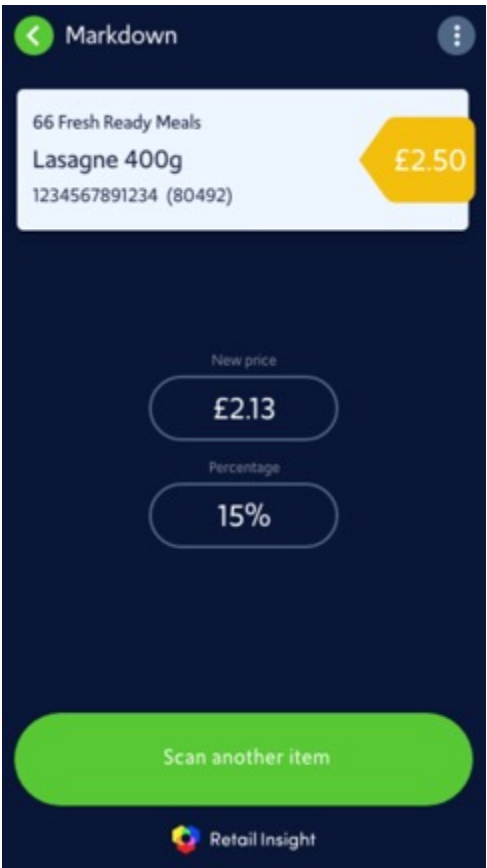 Markdown
66 Fresh Ready Meals
Lasagne 400g
£2.50
1234567891234 (80492)
New price
£2.13
Percentage
15%
Scan another item
Retail Insight